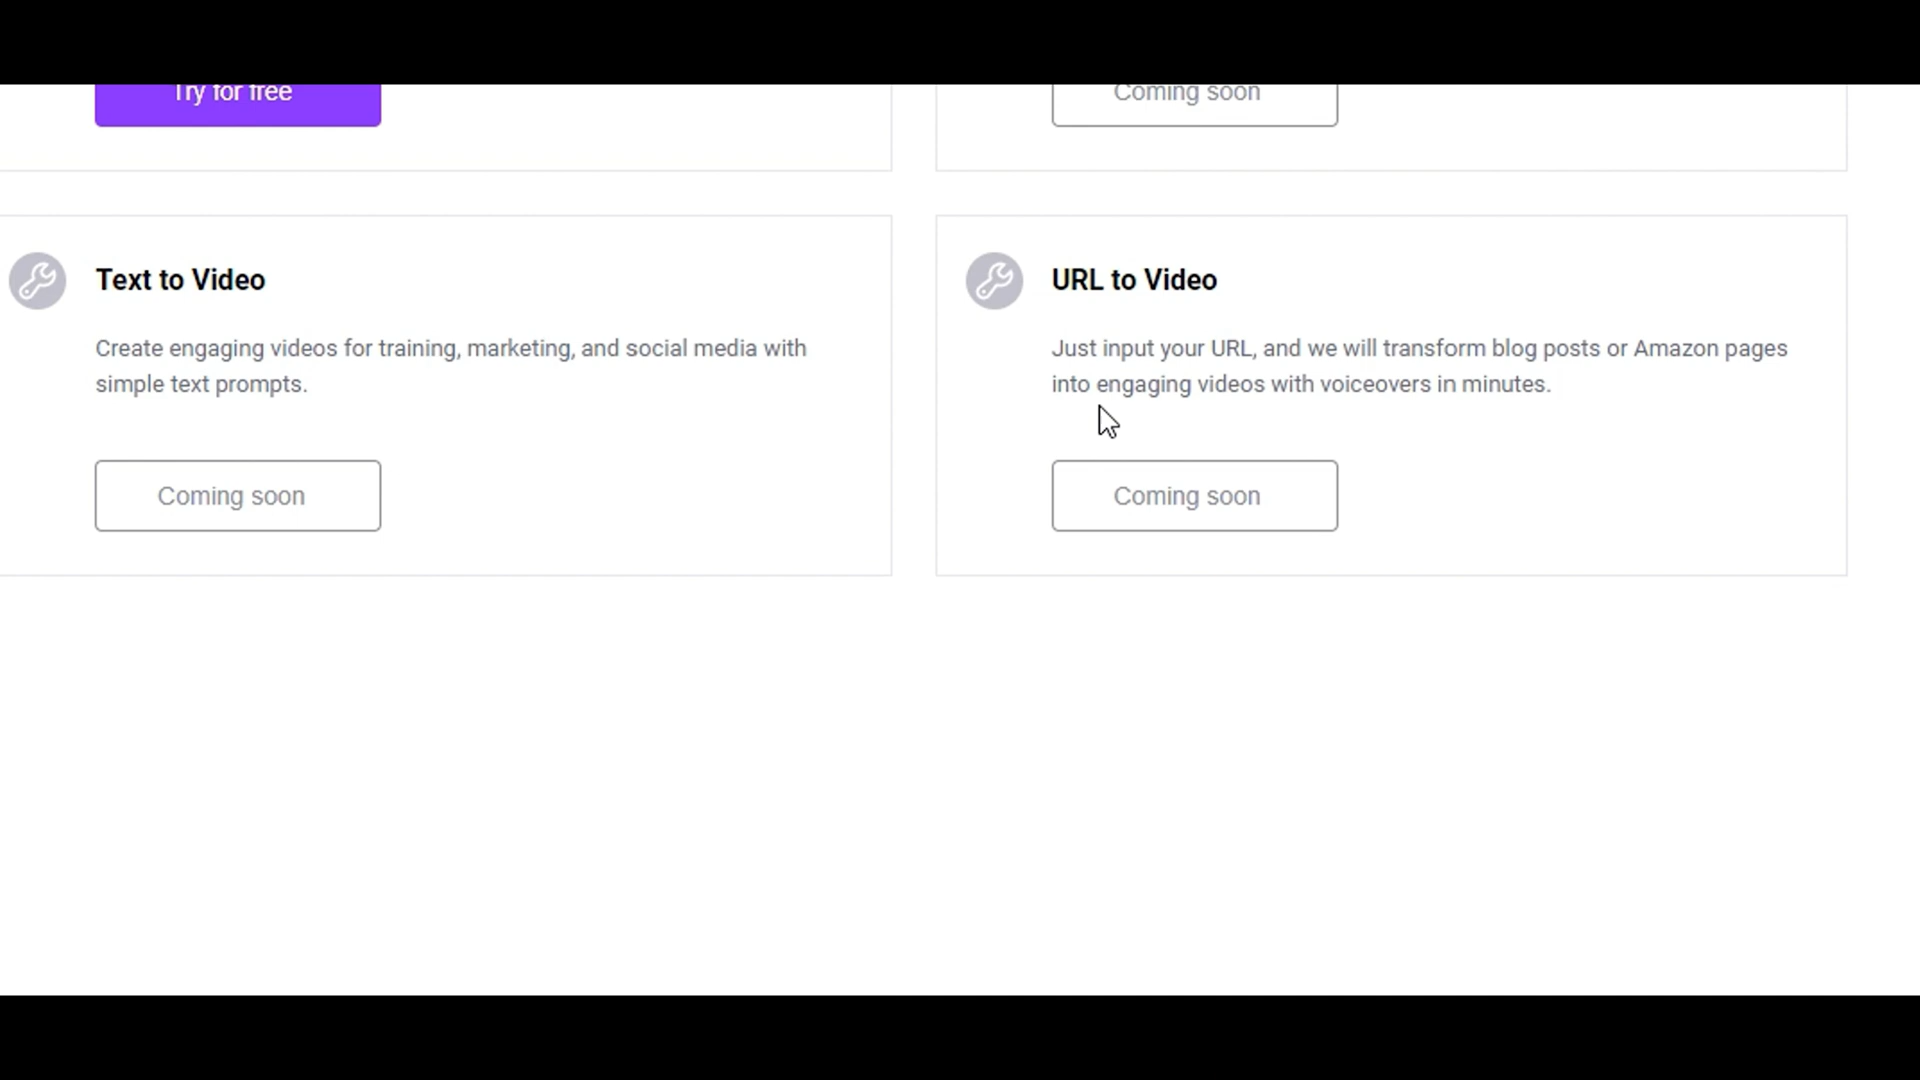 Try for free
Coming soon
Text to Video
Create engaging videos for training, marketing, and social media with
simple text prompts.
Coming soon
URL to Video
Just input your URL, and we will transform blog posts or Amazon pages
into engaging videos with voiceovers in minutes.
Coming soon